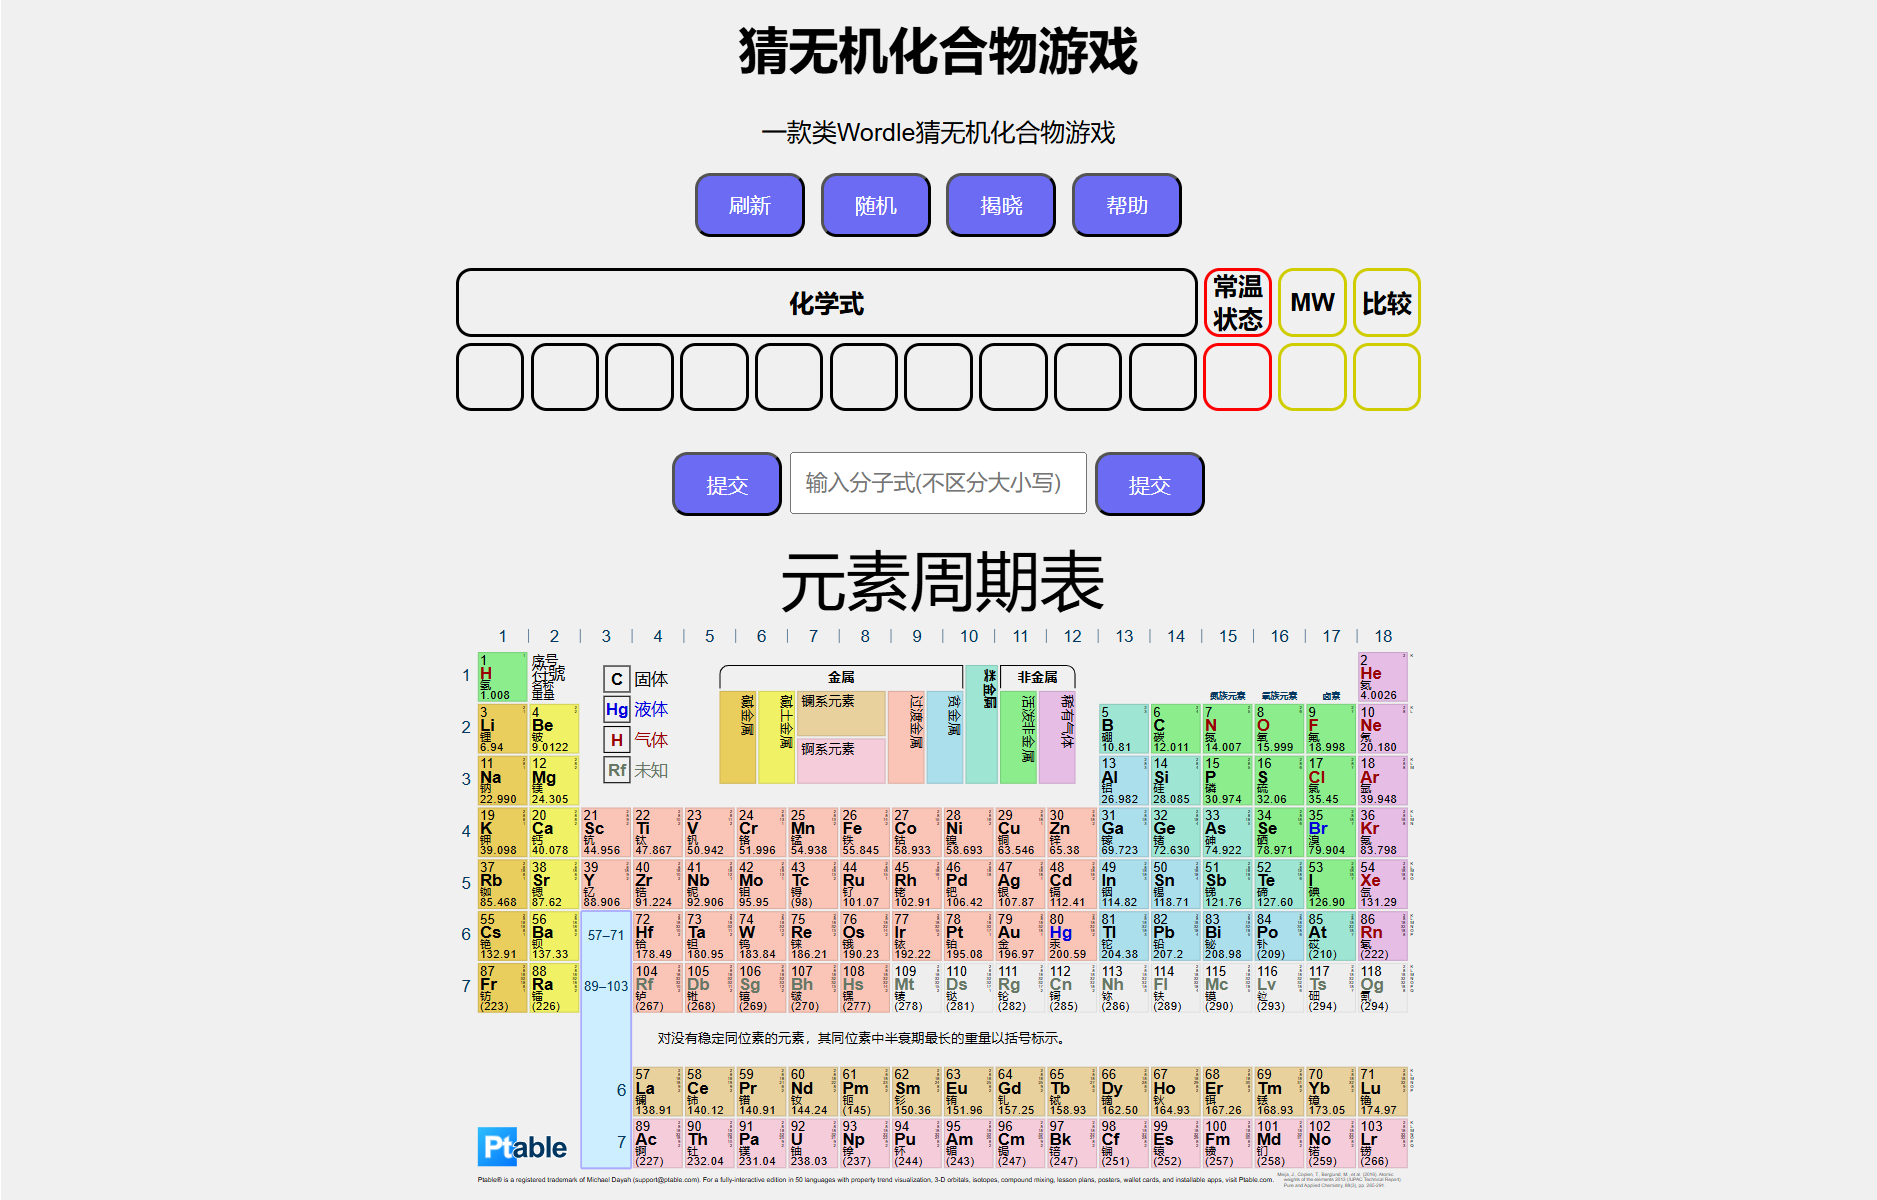 猜无机化合物游戏
一款类Wordle猜无机化合物游戏
刷新 随机 揭晓 帮助
化学式 常温状态 MW 比较
提交 输入分子式(不区分大小写) 提交
元素周期表
1 2 3 4 5 6 7 8 9 10 11 12 13 14 15 16 17 18
1 1 H 氢 1.008 序号 符號 名称 重量 C 固体 金属 类金属 非金属 2 He 氦 4.0026
Hg 液体 碱金属 碱土金属 镧系元素 过渡金属 贫金属 活泼非金属 稀有气体 氮族元素 氧族元素 卤素
H 气体 锕系元素
Rf 未知
2 3 Li 锂 6.94 4 Be 铍 9.0122 5 B 硼 10.81 6 C 碳 12.011 7 N 氮 14.007 8 O 氧 15.999 9 F 氟 18.998 10 Ne 氖 20.180
3 11 Na 钠 22.990 12 Mg 镁 24.305 13 Al 铝 26.982 14 Si 硅 28.085 15 P 磷 30.974 16 S 硫 32.06 17 Cl 氯 35.45 18 Ar 氩 39.948
4 19 K 钾 39.098 20 Ca 钙 40.078 21 Sc 钪 44.956 22 Ti 钛 47.867 23 V 钒 50.942 24 Cr 铬 51.996 25 Mn 锰 54.938 26 Fe 铁 55.845 27 Co 钴 58.933 28 Ni 镍 58.693 29 Cu 铜 63.546 30 Zn 锌 65.38 31 Ga 镓 69.723 32 Ge 锗 72.630 33 As 砷 74.922 34 Se 硒 78.971 35 Br 溴 79.904 36 Kr 氪 83.798
5 37 Rb 铷 85.468 38 Sr 锶 87.62 39 Y 钇 88.906 40 Zr 锆 91.224 41 Nb 铌 92.906 42 Mo 钼 95.95 43 Tc 锝 (98) 44 Ru 钌 101.07 45 Rh 铑 102.91 46 Pd 钯 106.42 47 Ag 银 107.87 48 Cd 镉 112.41 49 In 铟 114.82 50 Sn 锡 118.71 51 Sb 锑 121.76 52 Te 碲 127.60 53 I 碘 126.90 54 Xe 氙 131.29
6 55 Cs 铯 132.91 56 Ba 钡 137.33 57–71 72 Hf 铪 178.49 73 Ta 钽 180.95 74 W 钨 183.84 75 Re 铼 186.21 76 Os 锇 190.23 77 Ir 铱 192.22 78 Pt 铂 195.08 79 Au 金 196.97 80 Hg 汞 200.59 81 Tl 铊 204.38 82 Pb 铅 207.2 83 Bi 铋 208.98 84 Po 钋 (209) 85 At 砹 (210) 86 Rn 氡 (222)
7 87 Fr 钫 (223) 88 Ra 镭 (226) 89–103 104 Rf 𬬻 (267) 105 Db 𬭊 (268) 106 Sg 𬭳 (269) 107 Bh 𬭛 (270) 108 Hs 𬭶 (277) 109 Mt 鿏 (278) 110 Ds 𫟼 (281) 111 Rg 𬬭 (282) 112 Cn 鿔 (285) 113 Nh 鿭 (286) 114 Fl 𫓧 (289) 115 Mc 镆 (290) 116 Lv 𫟷 (293) 117 Ts 鿬 (294) 118 Og 鿫 (294)
对没有稳定同位素的元素，其同位素中半衰期最长的重量以括号标示。
6 57 La 镧 138.91 58 Ce 铈 140.12 59 Pr 镨 140.91 60 Nd 钕 144.24 61 Pm 钷 (145) 62 Sm 钐 150.36 63 Eu 铕 151.96 64 Gd 钆 157.25 65 Tb 铽 158.93 66 Dy 镝 162.50 67 Ho 钬 164.93 68 Er 铒 167.26 69 Tm 铥 168.93 70 Yb 镱 173.05 71 Lu 镥 174.97
7 89 Ac 锕 (227) 90 Th 钍 232.04 91 Pa 镤 231.04 92 U 铀 238.03 93 Np 镎 (237) 94 Pu 钚 (244) 95 Am 镅 (243) 96 Cm 锔 (247) 97 Bk 锫 (247) 98 Cf 锎 (251) 99 Es 锿 (252) 100 Fm 镄 (257) 101 Md 钔 (258) 102 No 锘 (259) 103 Lr 铹 (266)
Ptable
Ptable® is a registered trademark of Michael Dayah (support@ptable.com). For a fully-interactive edition in 50 languages with property trend visualization, 3-D orbitals, isotopes, compound mixing, lesson plans, posters, wallet cards, and installable apps, visit Ptable.com.